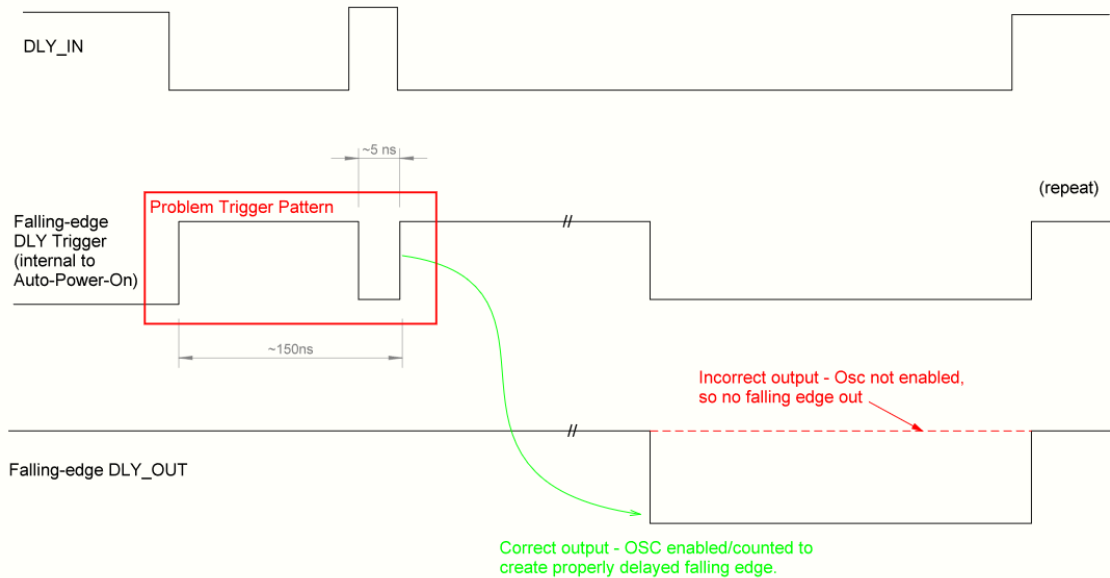 DLY_IN
~5 ns
(repeat)
Problem Trigger Pattern
Falling-edge
DLY Trigger
(internal to
Auto-Power-On)
//
~150ns
Incorrect output - Osc not enabled,
so no falling edge out
//
Falling-edge DLY_OUT
Correct output - OSC enabled/counted to
create properly delayed falling edge.